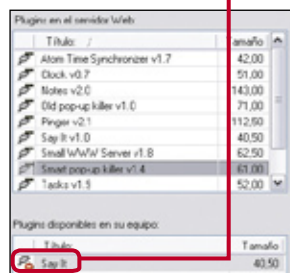 Plugins en el servidor Web:
Título: / Tamaño
Atom Time Synchronizer v1.7 42,00
Clock v0.7 51,00
Notes v2.0 143,00
Old pop-up killer v1.0 71,00
Pinger v2.1 112,50
Say It v1.0 40,50
Small WWW Server v1.8 62,50
Smart pop-up killer v1.4 61,00
Tasks v1.9 52,00
Plugins disponibles en su equipo:
Título: Tamaño
Say It 40,50